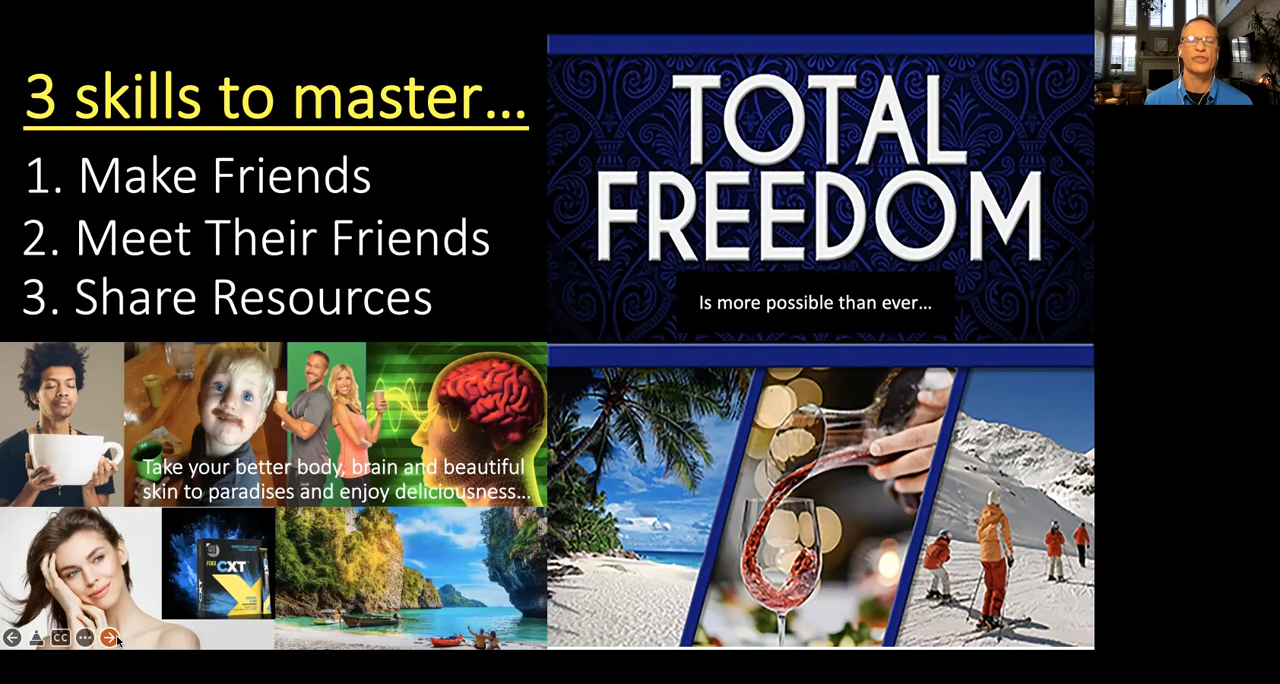 3 skills to master...
1. Make Friends
2. Meet Their Friends
3. Share Resources
TOTAL
FREEDOM
Is more possible than ever...
Take your better body, brain and beautiful
skin to paradises and enjoy deliciousness...
CXT
X
CC